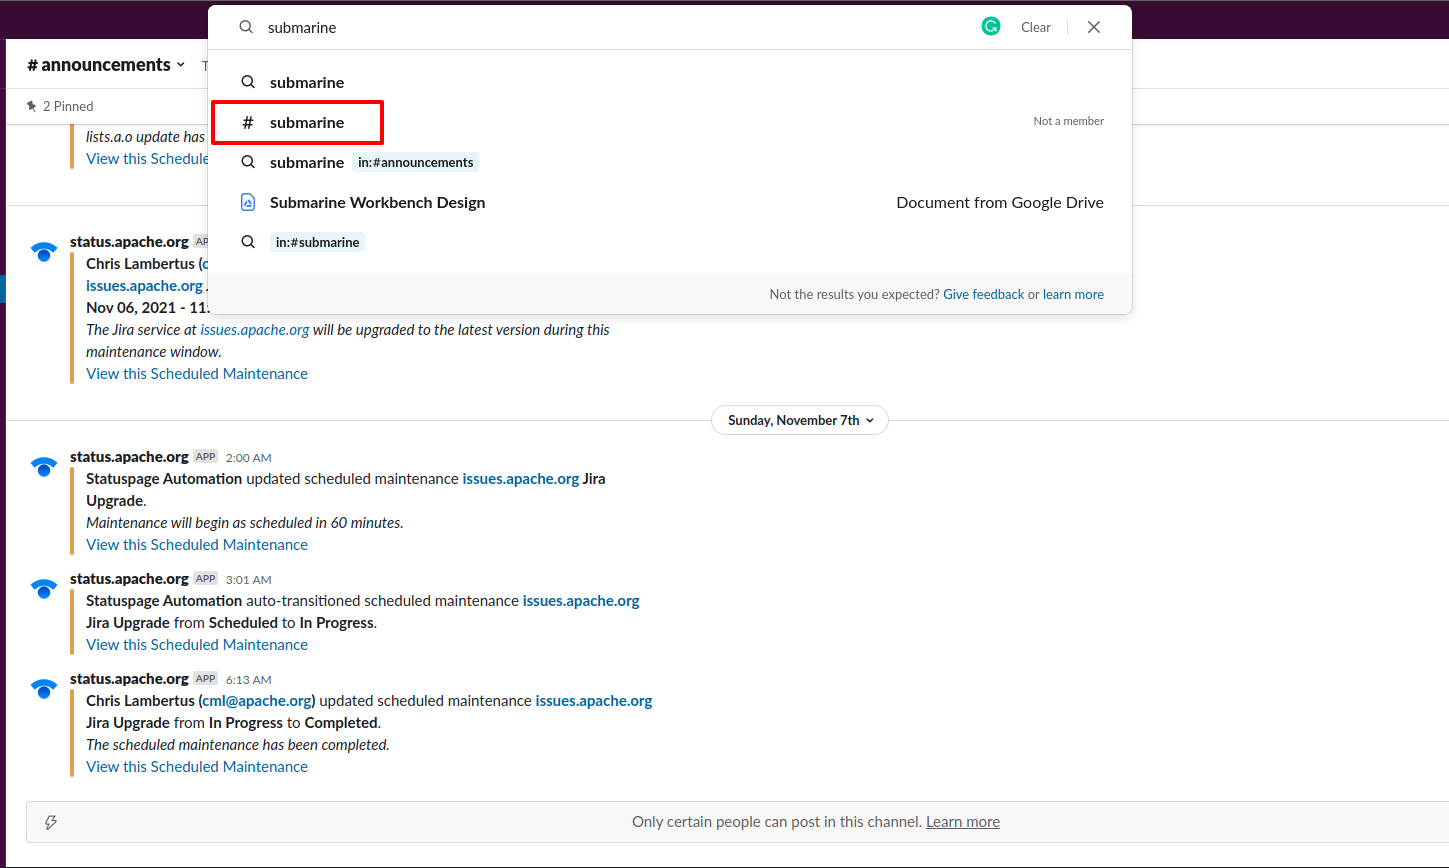 submarine
Clear
submarine
# submarine
Not a member
submarine in:#announcements
Submarine Workbench Design
Document from Google Drive
in:#submarine
Not the results you expected? Give feedback or learn more
# announcements
T
2 Pinned
lists.a.o update has
View this Schedule
status.apache.org AP
Chris Lambertus (c
issues.apache.org
Nov 06, 2021 - 11:
The Jira service at issues.apache.org will be upgraded to the latest version during this
maintenance window.
View this Scheduled Maintenance
Sunday, November 7th
status.apache.org APP 2:00 AM
Statuspage Automation updated scheduled maintenance issues.apache.org Jira
Upgrade.
Maintenance will begin as scheduled in 60 minutes.
View this Scheduled Maintenance
status.apache.org APP 3:01 AM
Statuspage Automation auto-transitioned scheduled maintenance issues.apache.org
Jira Upgrade from Scheduled to In Progress.
View this Scheduled Maintenance
status.apache.org APP 6:13 AM
Chris Lambertus (cml@apache.org) updated scheduled maintenance issues.apache.org
Jira Upgrade from In Progress to Completed.
The scheduled maintenance has been completed.
View this Scheduled Maintenance
Only certain people can post in this channel. Learn more